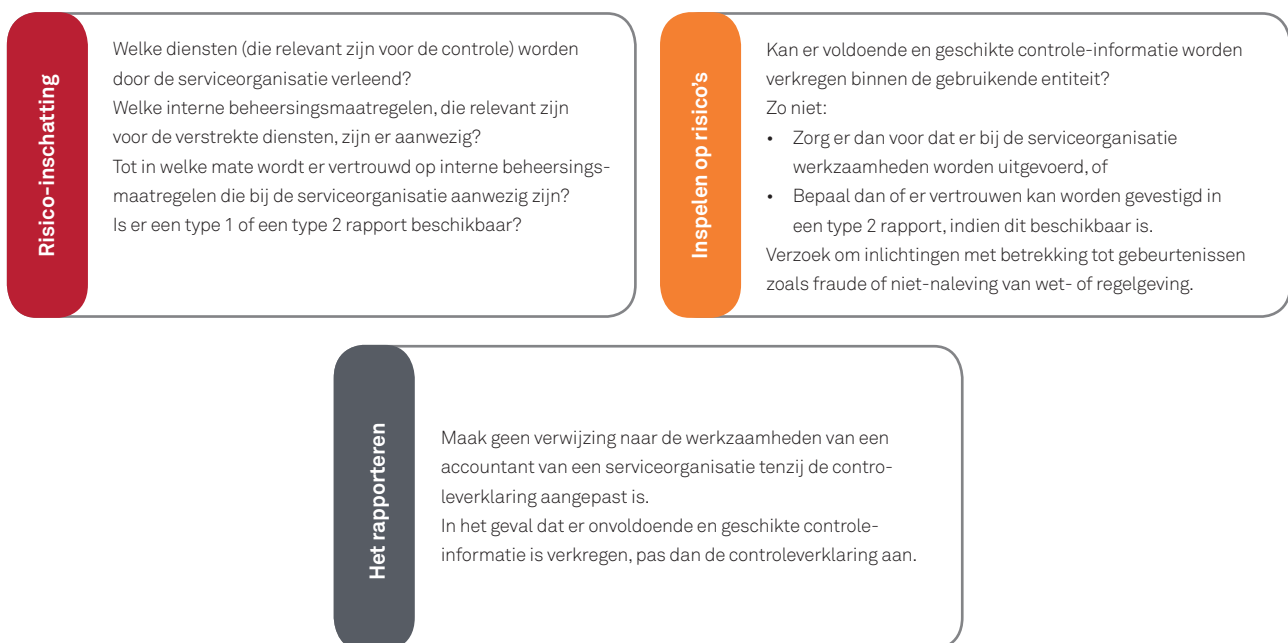 Risico-inschatting
Welke diensten (die relevant zijn voor de controle) worden
door de serviceorganisatie verleend?
Welke interne beheersingsmaatregelen, die relevant zijn
voor de verstrekte diensten, zijn er aanwezig?
Tot in welke mate wordt er vertrouwd op interne beheersings-
maatregelen die bij de serviceorganisatie aanwezig zijn?
Is er een type 1 of een type 2 rapport beschikbaar?
Inspelen op risico's
Kan er voldoende en geschikte controle-informatie worden
verkregen binnen de gebruikende entiteit?
Zo niet:
• Zorg er dan voor dat er bij de serviceorganisatie
werkzaamheden worden uitgevoerd, of
• Bepaal dan of er vertrouwen kan worden gevestigd in
een type 2 rapport, indien dit beschikbaar is.
Verzoek om inlichtingen met betrekking tot gebeurtenissen
zoals fraude of niet-naleving van wet- of regelgeving.
Het rapporteren
Maak geen verwijzing naar de werkzaamheden van een
accountant van een serviceorganisatie tenzij de contro-
leverklaring aangepast is.
In het geval dat er onvoldoende en geschikte controle-
informatie is verkregen, pas dan de controleverklaring aan.